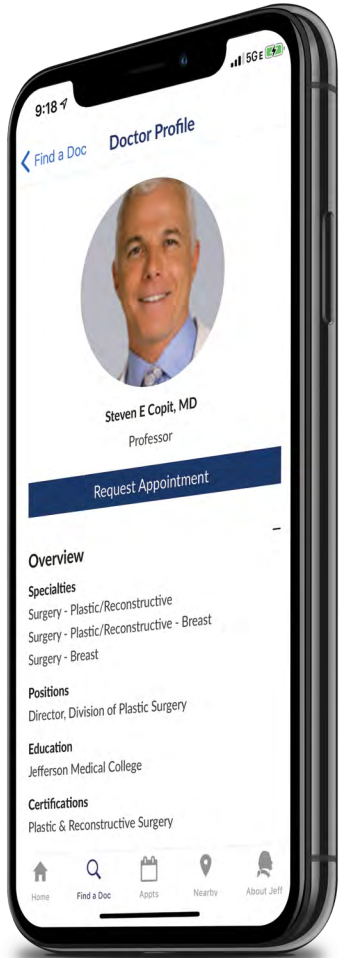 9:18
5G E
Find a Doc
Doctor Profile
Steven E Copit, MD
Professor
Request Appointment
Overview
Specialties
Surgery - Plastic/Reconstructive
Surgery - Plastic/Reconstructive - Breast
Surgery - Breast
Positions
Director, Division of Plastic Surgery
Education
Jefferson Medical College
Certifications
Plastic & Reconstructive Surgery
Home
Find a Doc
Appts
Nearby
About Jeff